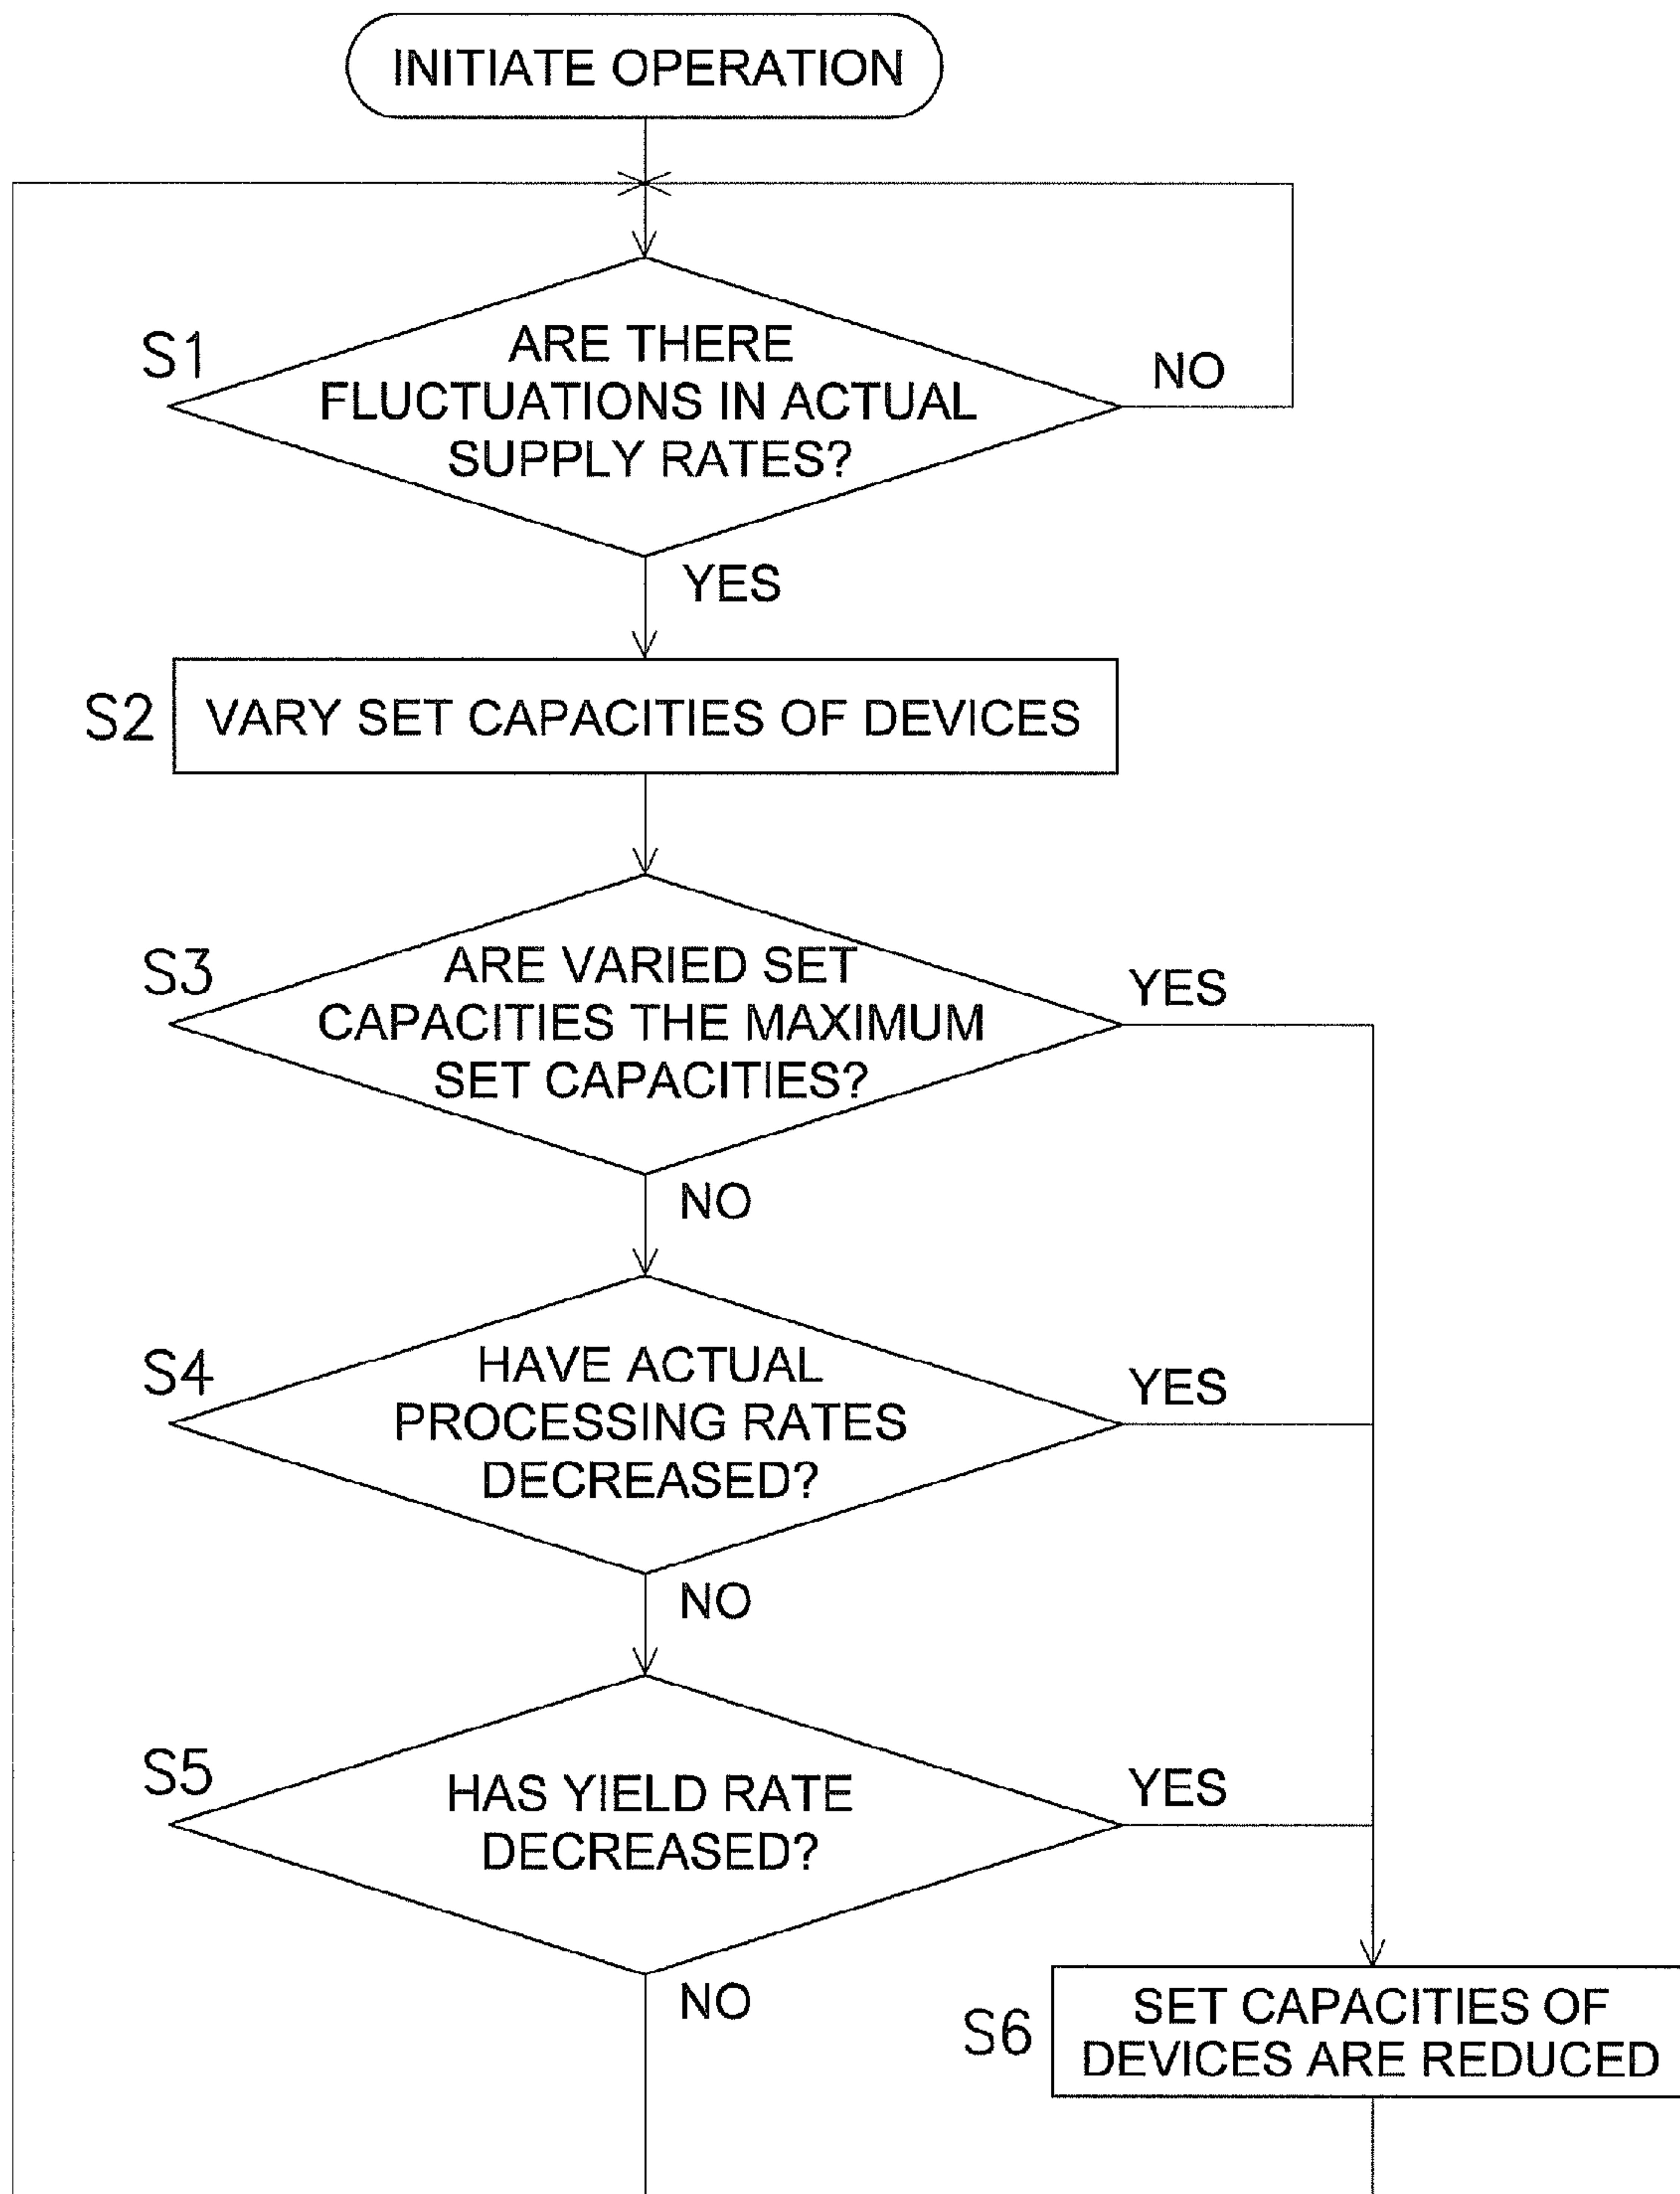 INITIATE OPERATION
S1
ARE THERE
FLUCTUATIONS IN ACTUAL
SUPPLY RATES?
NO
YES
S2
VARY SET CAPACITIES OF DEVICES
S3
ARE VARIED SET
CAPACITIES THE MAXIMUM
SET CAPACITIES?
YES
NO
S4
HAVE ACTUAL
PROCESSING RATES
DECREASED?
YES
NO
S5
HAS YIELD RATE
DECREASED?
YES
NO
S6
SET CAPACITIES OF
DEVICES ARE REDUCED